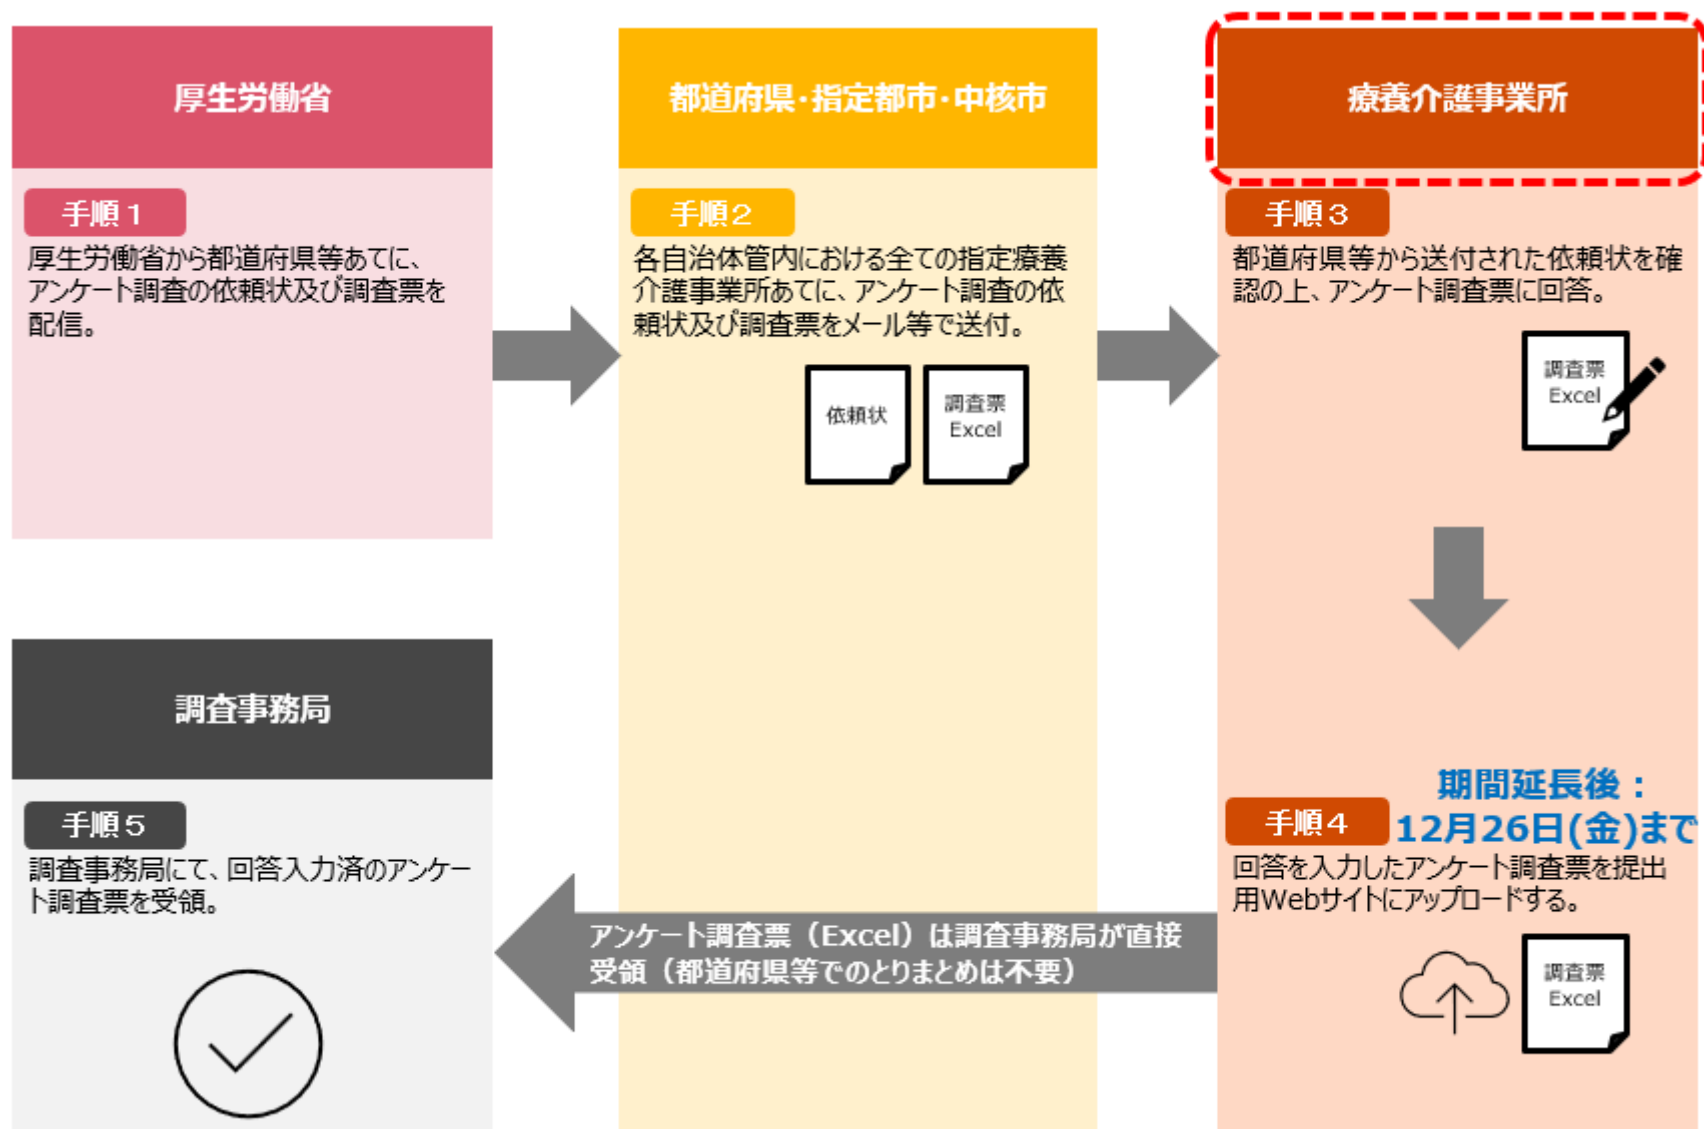 厚生労働省
手順１
厚生労働省から都道府県等あてに、
アンケート調査の依頼状及び調査票を
配信。
都道府県・指定都市・中核市
手順２
各自治体管内における全ての指定療養
介護事業所あてに、アンケート調査の依
頼状及び調査票をメール等で送付。
依頼状
調査票
Excel
療養介護事業所
手順３
都道府県等から送付された依頼状を確
認の上、アンケート調査票に回答。
調査票
Excel
期間延長後：
12月26日(金)まで
手順４
回答を入力したアンケート調査票を提出
用Webサイトにアップロードする。
調査票
Excel
アンケート調査票（Excel）は調査事務局が直接
受領（都道府県等でのとりまとめは不要）
調査事務局
手順５
調査事務局にて、回答入力済のアンケー
ト調査票を受領。